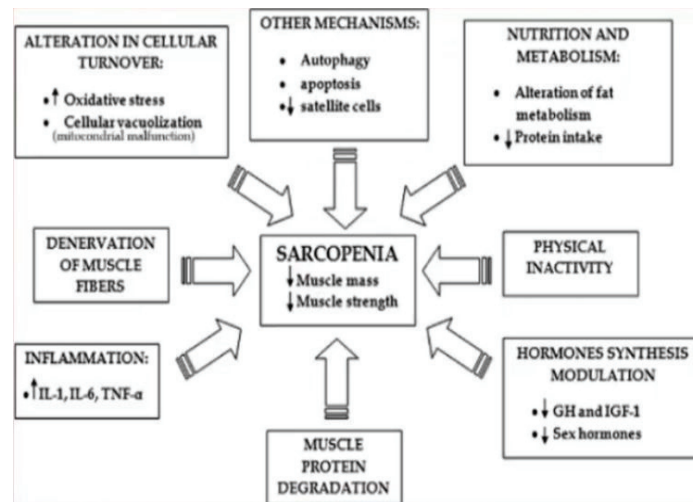 ALTERATION IN CELLULAR
TURNOVER:
• ↑ Oxidative stress
• Cellular vacuolization
(mitocondrial malfunction)
OTHER MECHANISMS:
• Autophagy
• apoptosis
• ↓ satellite cells
NUTRITION AND
METABOLISM:
• Alteration of fat
metabolism
• ↓ Protein intake
DENERVATION
OF MUSCLE
FIBERS
SARCOPENIA
↓ Muscle mass
↓ Muscle strength
PHYSICAL
INACTIVITY
INFLAMMATION:
• ↑ IL-1, IL-6, TNF-α
MUSCLE
PROTEIN
DEGRADATION
HORMONES SYNTHESIS
MODULATION
• ↓ GH and IGF-1
• ↓ Sex hormones